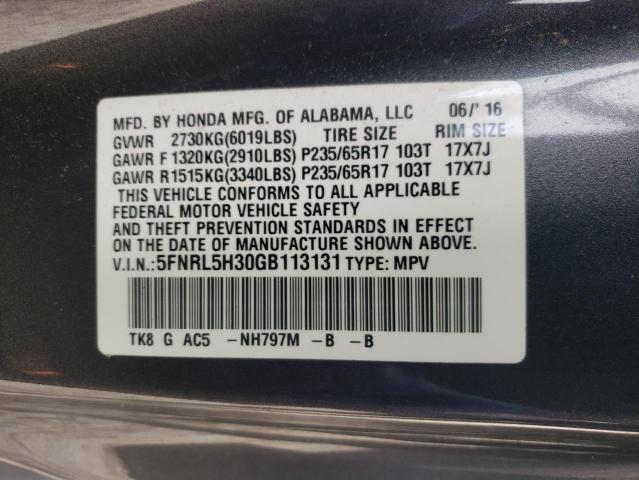 MFD. BY HONDA MFG. OF ALABAMA, LLC 06/'16
GVWR 2730KG(6019LBS) TIRE SIZE RIM SIZE
GAWR F 1320KG(2910LBS) P235/65R17 103T 17X7J
GAWR R1515KG(3340LBS) P235/65R17 103T 17X7J
THIS VEHICLE CONFORMS TO ALL APPLICABLE
FEDERAL MOTOR VEHICLE SAFETY
AND THEFT PREVENTION STANDARDS IN EFFECT
ON THE DATE OF MANUFACTURE SHOWN ABOVE.
V.I.N.:5FNRL5H30GB113131 TYPE: MPV
TK8 G AC5 -NH797M -B -B